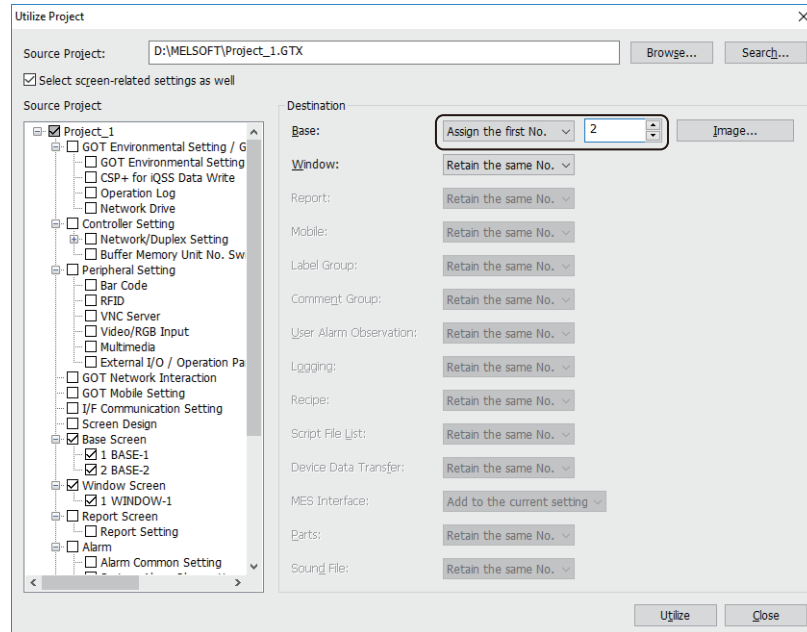 Utilize Project
Source Project: D:\MELSOFT\Project_1.GTX Browse... Search...
Select screen-related settings as well
Source Project
Project_1
GOT Environmental Setting / G
GOT Environmental Setting
CSP+ for iQSS Data Write
Operation Log
Network Drive
Controller Setting
Network/Duplex Setting
Buffer Memory Unit No. Sw
Peripheral Setting
Bar Code
RFID
VNC Server
Video/RGB Input
Multimedia
External I/O / Operation Pa
GOT Network Interaction
GOT Mobile Setting
I/F Communication Setting
Screen Design
Base Screen
1 BASE-1
2 BASE-2
Window Screen
1 WINDOW-1
Report Screen
Report Setting
Alarm
Alarm Common Setting
Destination
Base: Assign the first No. 2 Image...
Window: Retain the same No.
Report: Retain the same No.
Mobile: Retain the same No.
Label Group: Retain the same No.
Comment Group: Retain the same No.
User Alarm Observation: Retain the same No.
Logging: Retain the same No.
Recipe: Retain the same No.
Script File List: Retain the same No.
Device Data Transfer: Retain the same No.
MES Interface: Add to the current setting
Parts: Retain the same No.
Sound File: Retain the same No.
Utilize Close